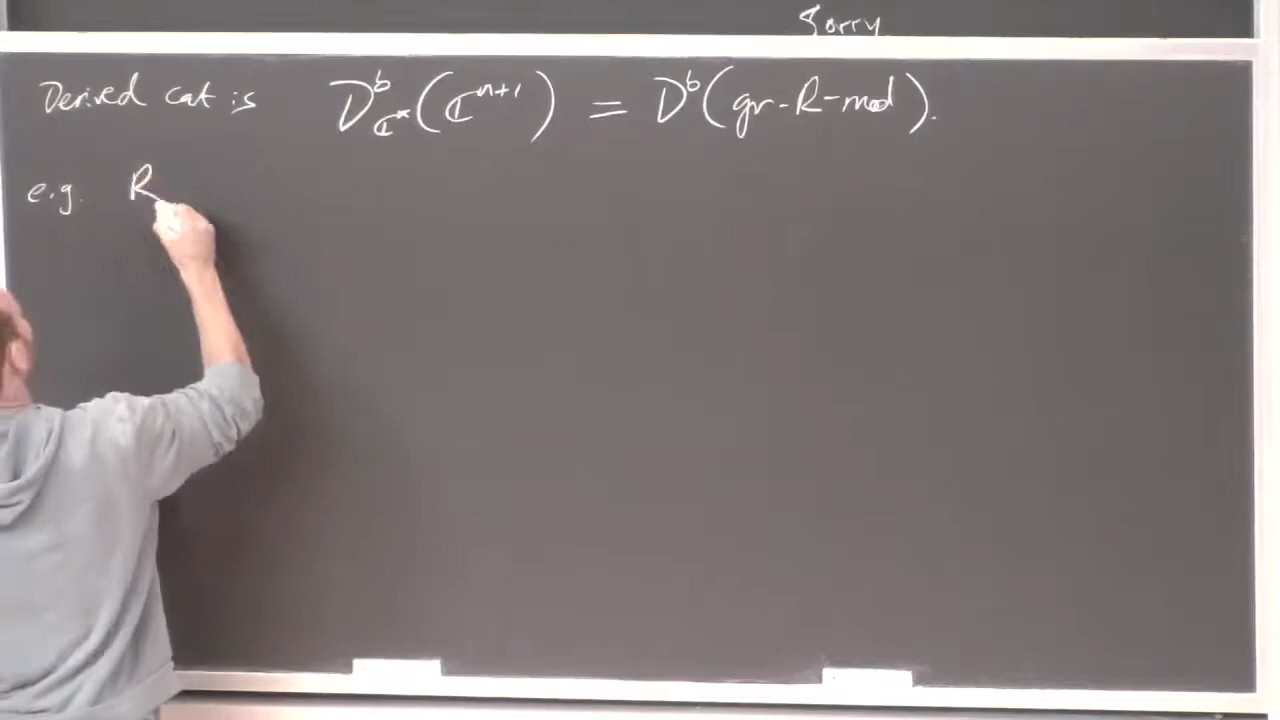 Sorry
Derived cat is D^b_{ℂ^*}(ℂ^{n+1}) = D^b(gr-R-mod).
e.g. R